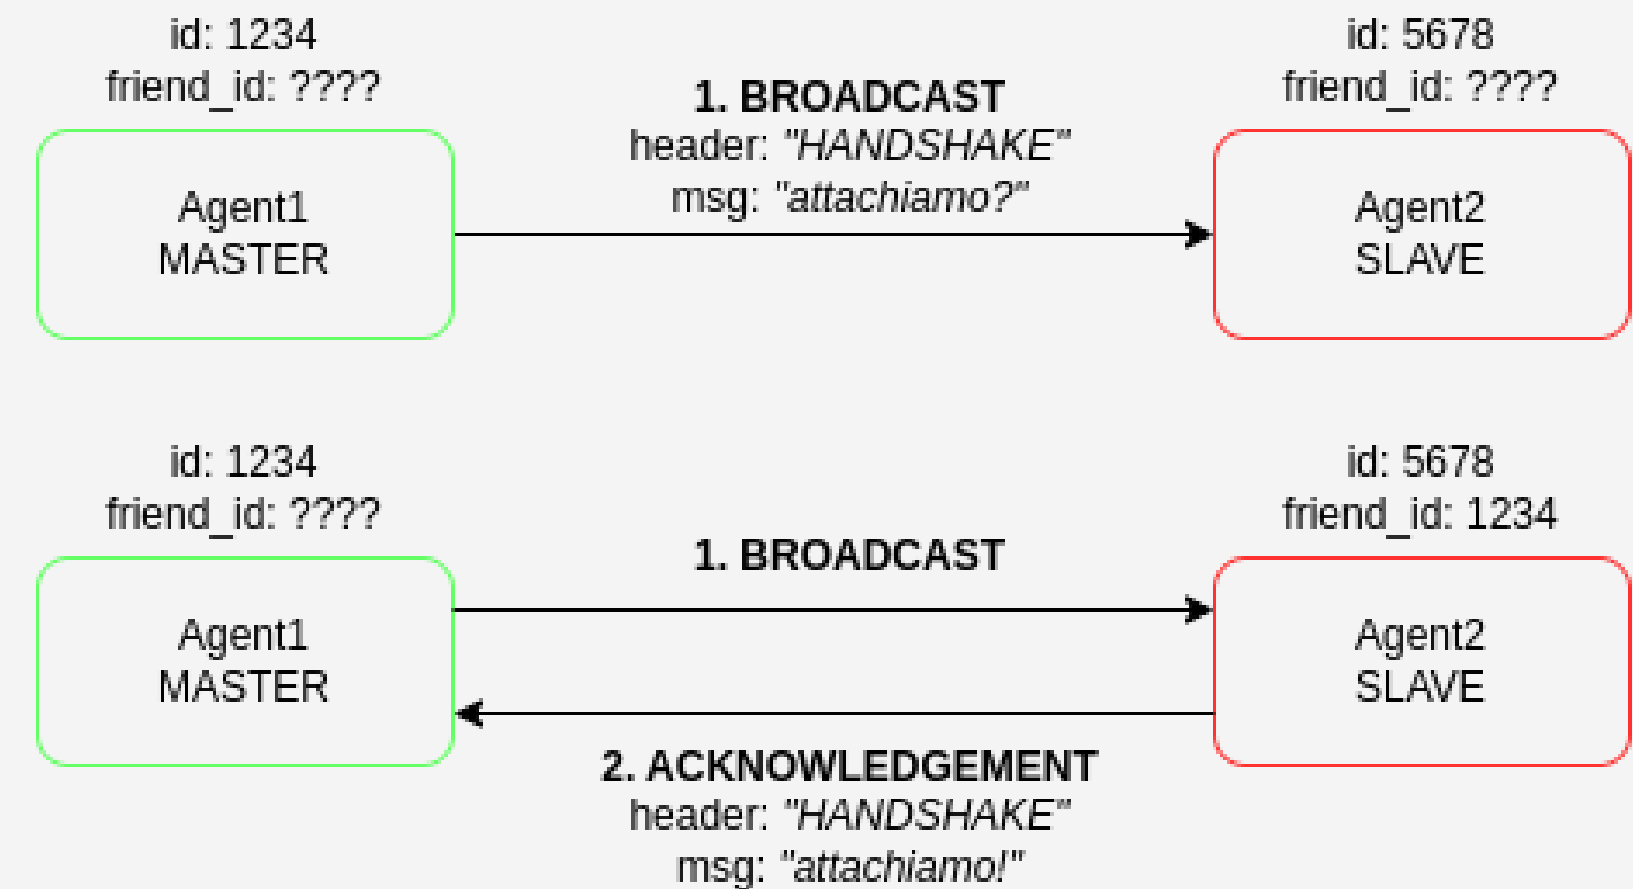 id: 1234
friend_id: ????
id: 5678
friend_id: ????
1. BROADCAST
header: "HANDSHAKE"
msg: "attachiamo?"
Agent1
MASTER
Agent2
SLAVE
id: 1234
friend_id: ????
id: 5678
friend_id: 1234
1. BROADCAST
Agent1
MASTER
Agent2
SLAVE
2. ACKNOWLEDGEMENT
header: "HANDSHAKE"
msg: "attachiamo!"